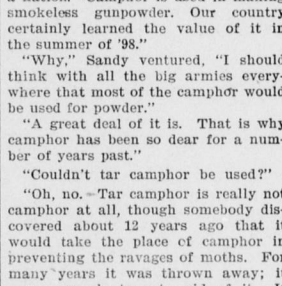 smokeless gunpowder. Our country
certainly learned the value of it in
the summer of '98."
"Why," Sandy ventured, "I should
think with all the big armies every-
where that most of the camphor would
be used for powder."
"A great deal of it is. That is why
camphor has been so dear for a num-
ber of years past."
"Couldn't tar camphor be used?"
"Oh, no. Tar camphor is really no
camphor at all, though somebody dis-
covered about 12 years ago that it
would take the place of camphor in
preventing the ravages of moths. For
many years it was thrown away; it